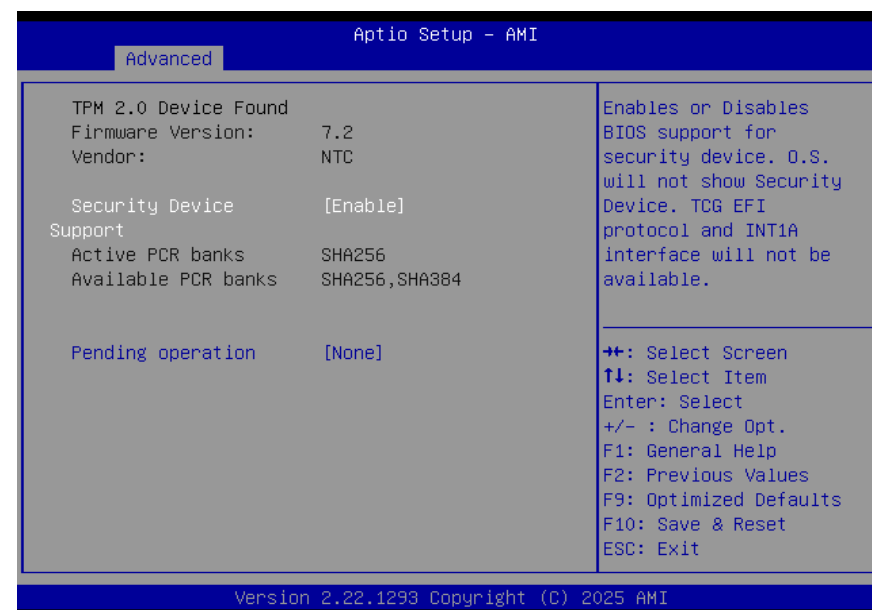 Aptio Setup – AMI
Advanced
TPM 2.0 Device Found
Firmware Version: 7.2
Vendor: NTC
Security Device [Enable]
Support
Active PCR banks SHA256
Available PCR banks SHA256,SHA384
Pending operation [None]
Enables or Disables
BIOS support for
security device. O.S.
will not show Security
Device. TCG EFI
protocol and INT1A
interface will not be
available.
→←: Select Screen
↑↓: Select Item
Enter: Select
+/- : Change Opt.
F1: General Help
F2: Previous Values
F9: Optimized Defaults
F10: Save & Reset
ESC: Exit
Version 2.22.1293 Copyright (C) 2025 AMI